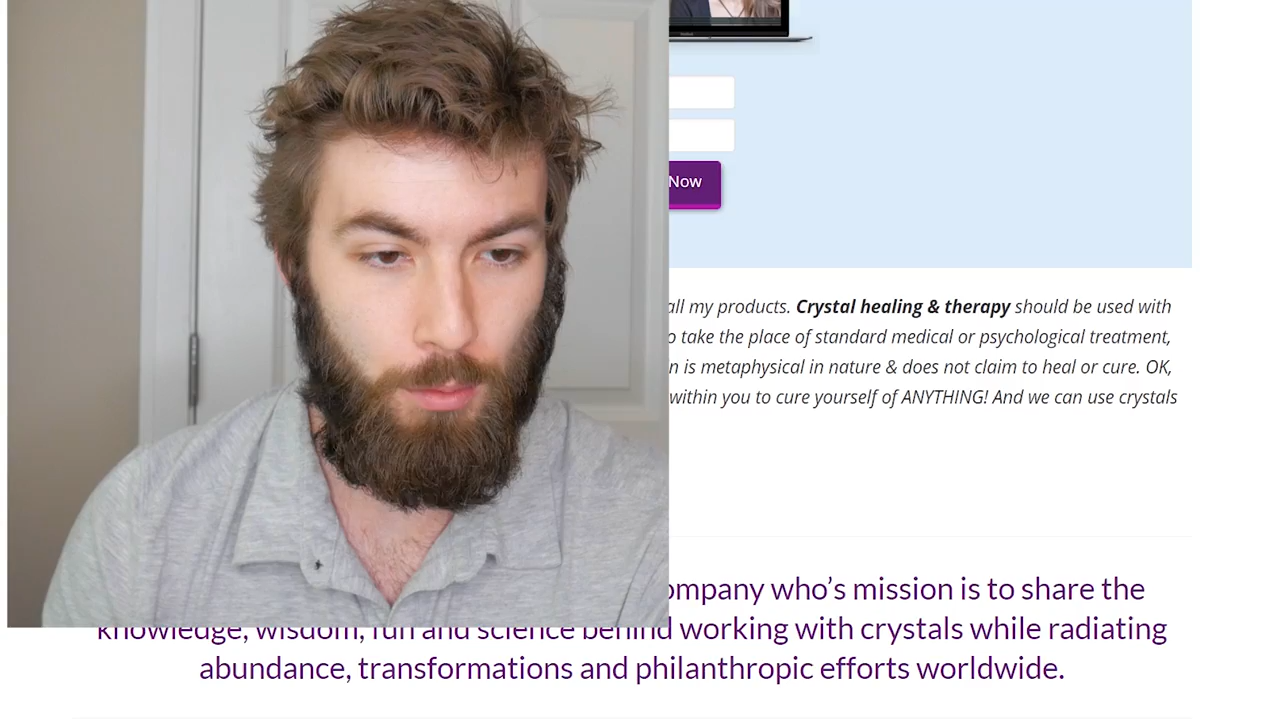 Now
all my products. Crystal healing & therapy should be used with
take the place of standard medical or psychological treatment,
is metaphysical in nature & does not claim to heal or cure. OK,
within you to cure yourself of ANYTHING! And we can use crystals
who’s mission is to share the
knowledge, wisdom, fun and science behind working with crystals while radiating
abundance, transformations and philanthropic efforts worldwide.